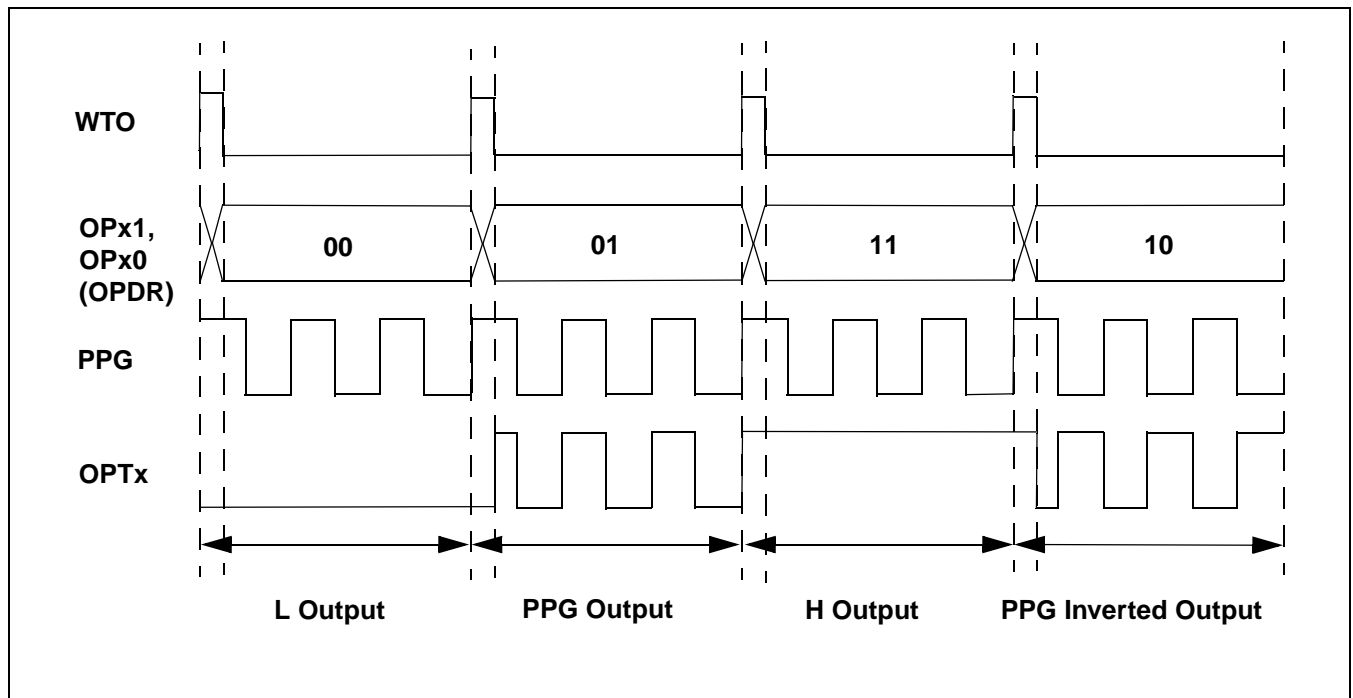 WTO
OPx1,
OPx0
(OPDR)
00
01
11
10
PPG
OPTx
L Output
PPG Output
H Output
PPG Inverted Output